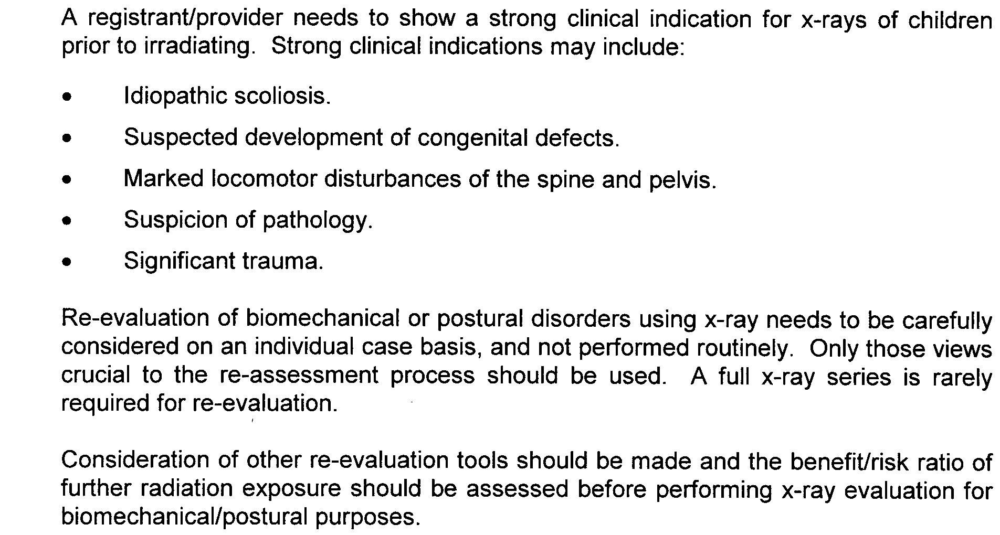 A registrant/provider needs to show a strong clinical indication for x-rays of children
prior to irradiating. Strong clinical indications may include:
• Idiopathic scoliosis.
• Suspected development of congenital defects.
• Marked locomotor disturbances of the spine and pelvis.
• Suspicion of pathology.
• Significant trauma.
Re-evaluation of biomechanical or postural disorders using x-ray needs to be carefully
considered on an individual case basis, and not performed routinely. Only those views
crucial to the re-assessment process should be used. A full x-ray series is rarely
required for re-evaluation.
Consideration of other re-evaluation tools should be made and the benefit/risk ratio of
further radiation exposure should be assessed before performing x-ray evaluation for
biomechanical/postural purposes.